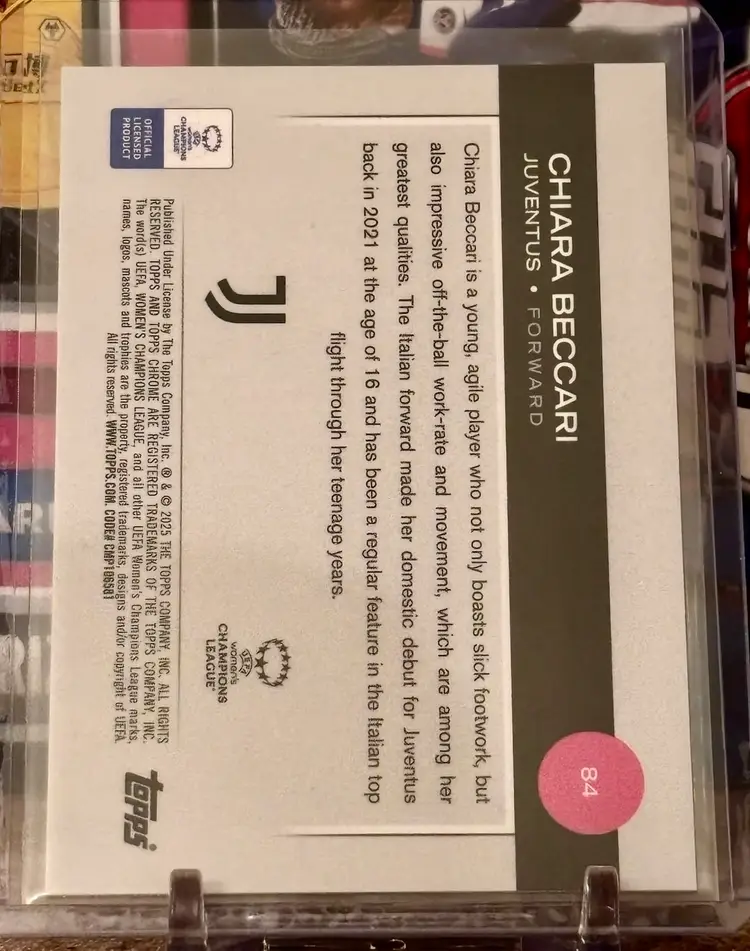 CHIARA BECCARI
JUVENTUS • FORWARD
84
Chiara Beccari is a young, agile player who not only boasts slick footwork, but
also impressive off-the-ball work-rate and movement, which are among her
greatest qualities. The Italian forward made her domestic debut for Juventus
back in 2021 at the age of 16 and has been a regular feature in the Italian top
flight through her teenage years.
UEFA
women's
CHAMPIONS
LEAGUE
UEFA
women's
CHAMPIONS
LEAGUE
OFFICIAL
LICENSED
PRODUCT
Published Under License by The Topps Company, Inc. ® & © 2025 THE TOPPS COMPANY, INC. ALL RIGHTS
RESERVED. TOPPS AND TOPPS CHROME ARE REGISTERED TRADEMARKS OF THE TOPPS COMPANY, INC.
The word(s) UEFA, WOMEN'S CHAMPIONS LEAGUE, and all other UEFA Women's Champions League marks,
names, logos, mascots and trophies are the property, registered trademarks, designs and/or copyright of UEFA.
All rights reserved. WWW.TOPPS.COM. CODE# CMP106581
topps